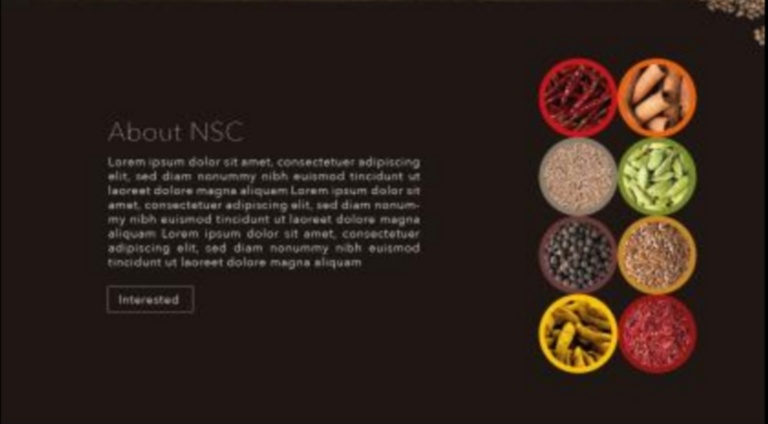 About NSC
Lorem ipsum dolor sit amet, consectetuer adipiscing
elit, sed diam nonummy nibh euismod tincidunt ut
laoreet dolore magna aliquam Lorem ipsum dolor sit
amet, consectetuer adipiscing elit, sed diam nonum-
my nibh euismod tincidunt ut laoreet dolore magna
aliquam Lorem ipsum dolor sit amet, consectetuer
adipiscing elit, sed diam nonummy nibh euismod
tincidunt ut laoreet dolore magna aliquam
Interested